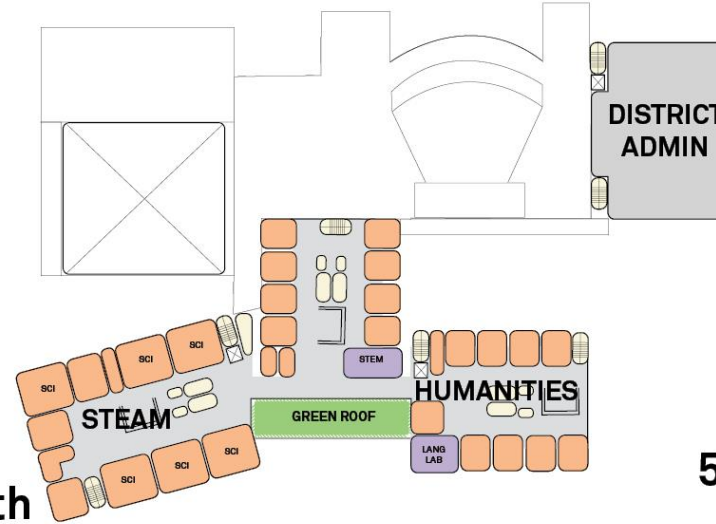 DISTRICT
ADMIN
SCI
SCI
SCI
STEM
STEAM
GREEN ROOF
HUMANITIES
LANG
LAB
SCI
SCI
SCI
th
5